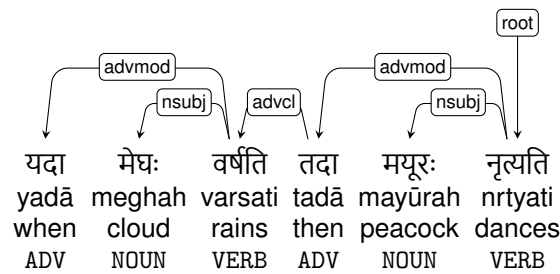 root
advmod advmod
nsubj advcl nsubj
यदा मेघः वर्षति तदा मयूरः नृत्यति
yadā meghah varsati tadā mayūrah nrtyati
when cloud rains then peacock dances
ADV NOUN VERB ADV NOUN VERB